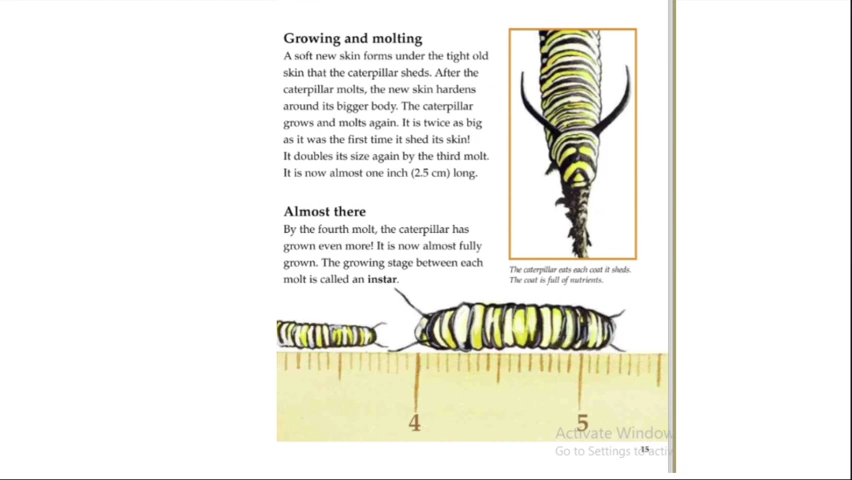 Growing and molting
A soft new skin forms under the tight old
skin that the caterpillar sheds. After the
caterpillar molts, the new skin hardens
around its bigger body. The caterpillar
grows and molts again. It is twice as big
as it was the first time it shed its skin!
It doubles its size again by the third molt.
It is now almost one inch (2.5 cm) long.
Almost there
By the fourth molt, the caterpillar has
grown even more! It is now almost fully
grown. The growing stage between each
molt is called an instar.
The caterpillar eats each coat it sheds.
The coat is full of nutrients.
4
5
Activate Window
Go to Settings to activ
15